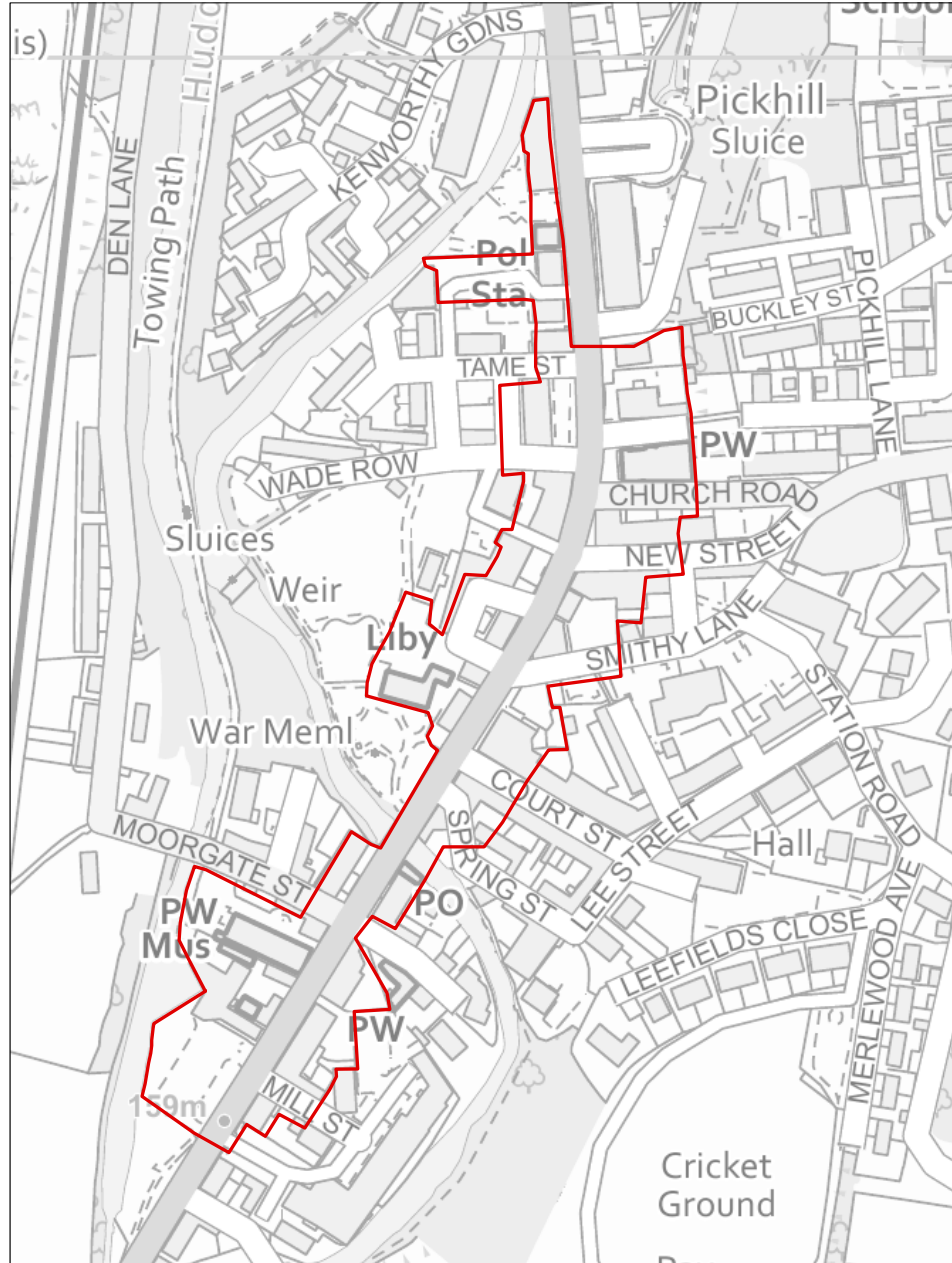 School
is)
Hudd
KENWORTHY GDNS
Pickhill
Sluice
DEN LANE
Towing Path
Pol
Sta
PICKHILL LANE
BUCKLEY ST
TAME ST
PW
WADE ROW
CHURCH ROAD
Sluices
NEW STREET
D
Weir
Liby
SMITHY LANE
STATION ROAD
War Meml
COURT ST
MOORGATE ST
SPRING ST
LEE STREET
Hall
PO
PW
Mus
LEEFIELDS CLOSE
MERLEWOOD AVE
PW
159m
MILL ST
Cricket
Ground